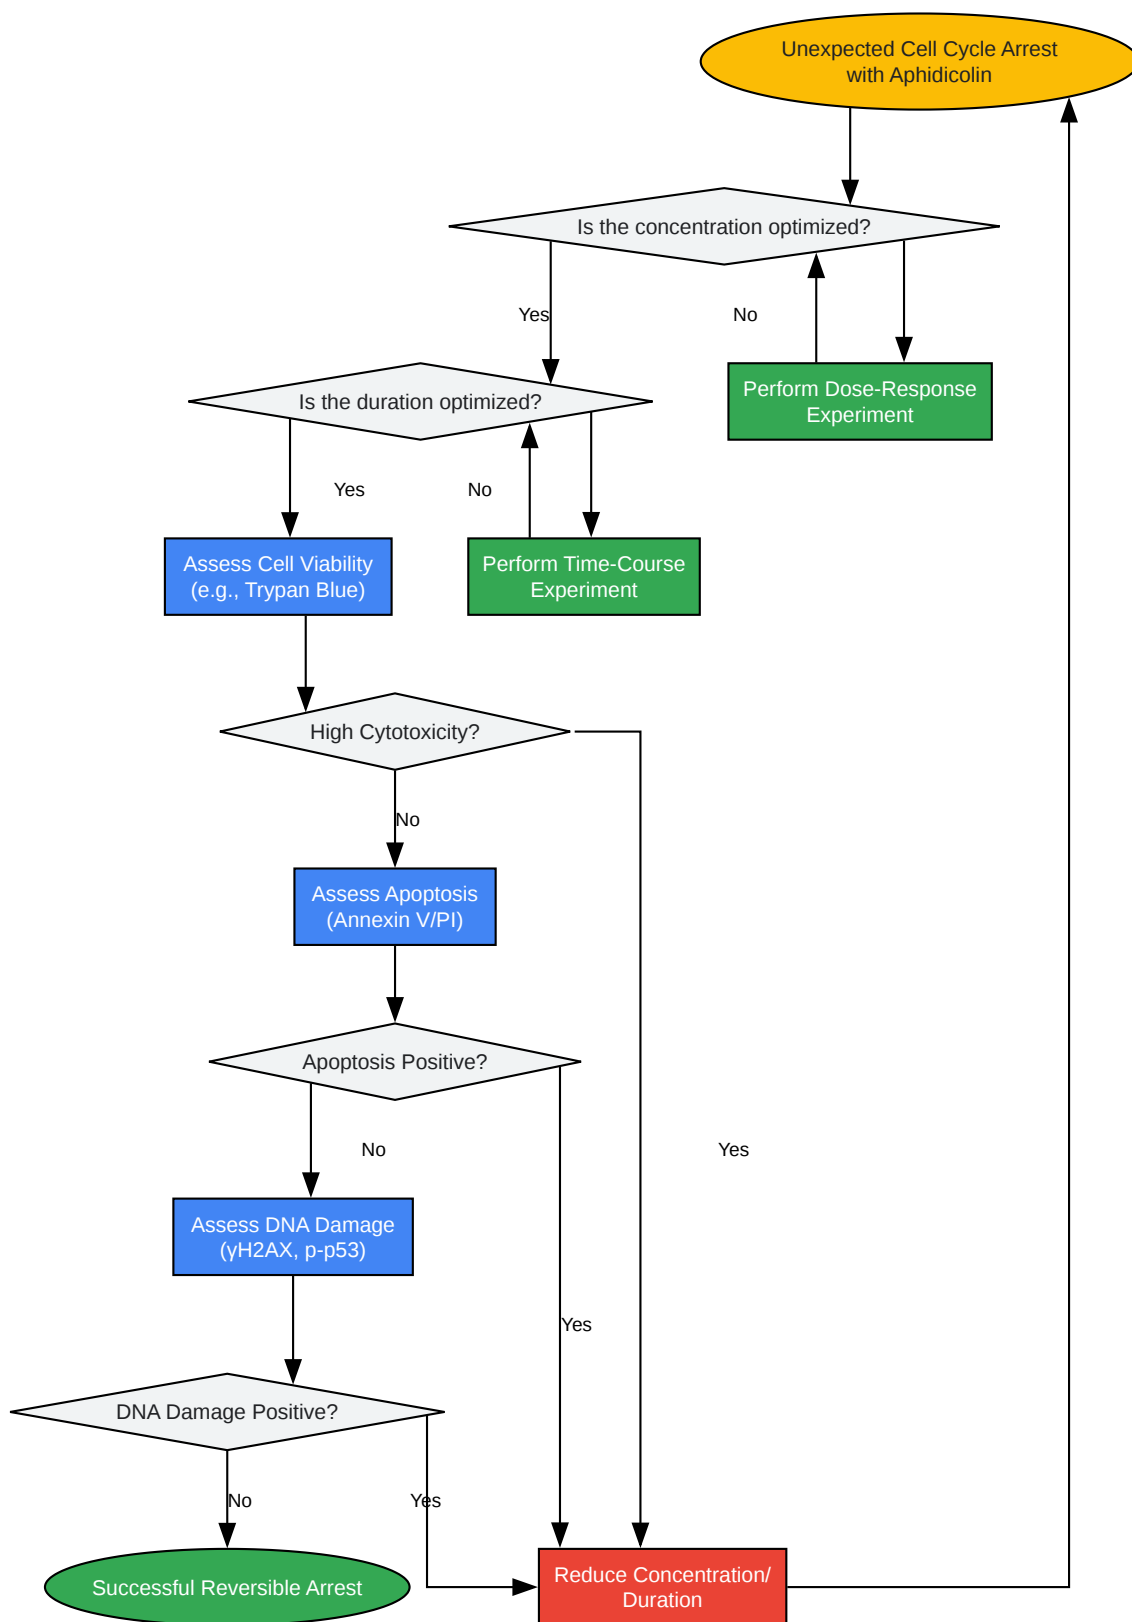 Unexpected Cell Cycle Arrest
with Aphidicolin
Is the concentration optimized?
Yes
No
Perform Dose-Response
Experiment
Is the duration optimized?
Yes
No
Assess Cell Viability
(e.g., Trypan Blue)
Perform Time-Course
Experiment
High Cytotoxicity?
No
Assess Apoptosis
(Annexin V/PI)
Apoptosis Positive?
No
Yes
Assess DNA Damage
(γH2AX, p-p53)
Yes
DNA Damage Positive?
No
Yes
Successful Reversible Arrest
Reduce Concentration/
Duration